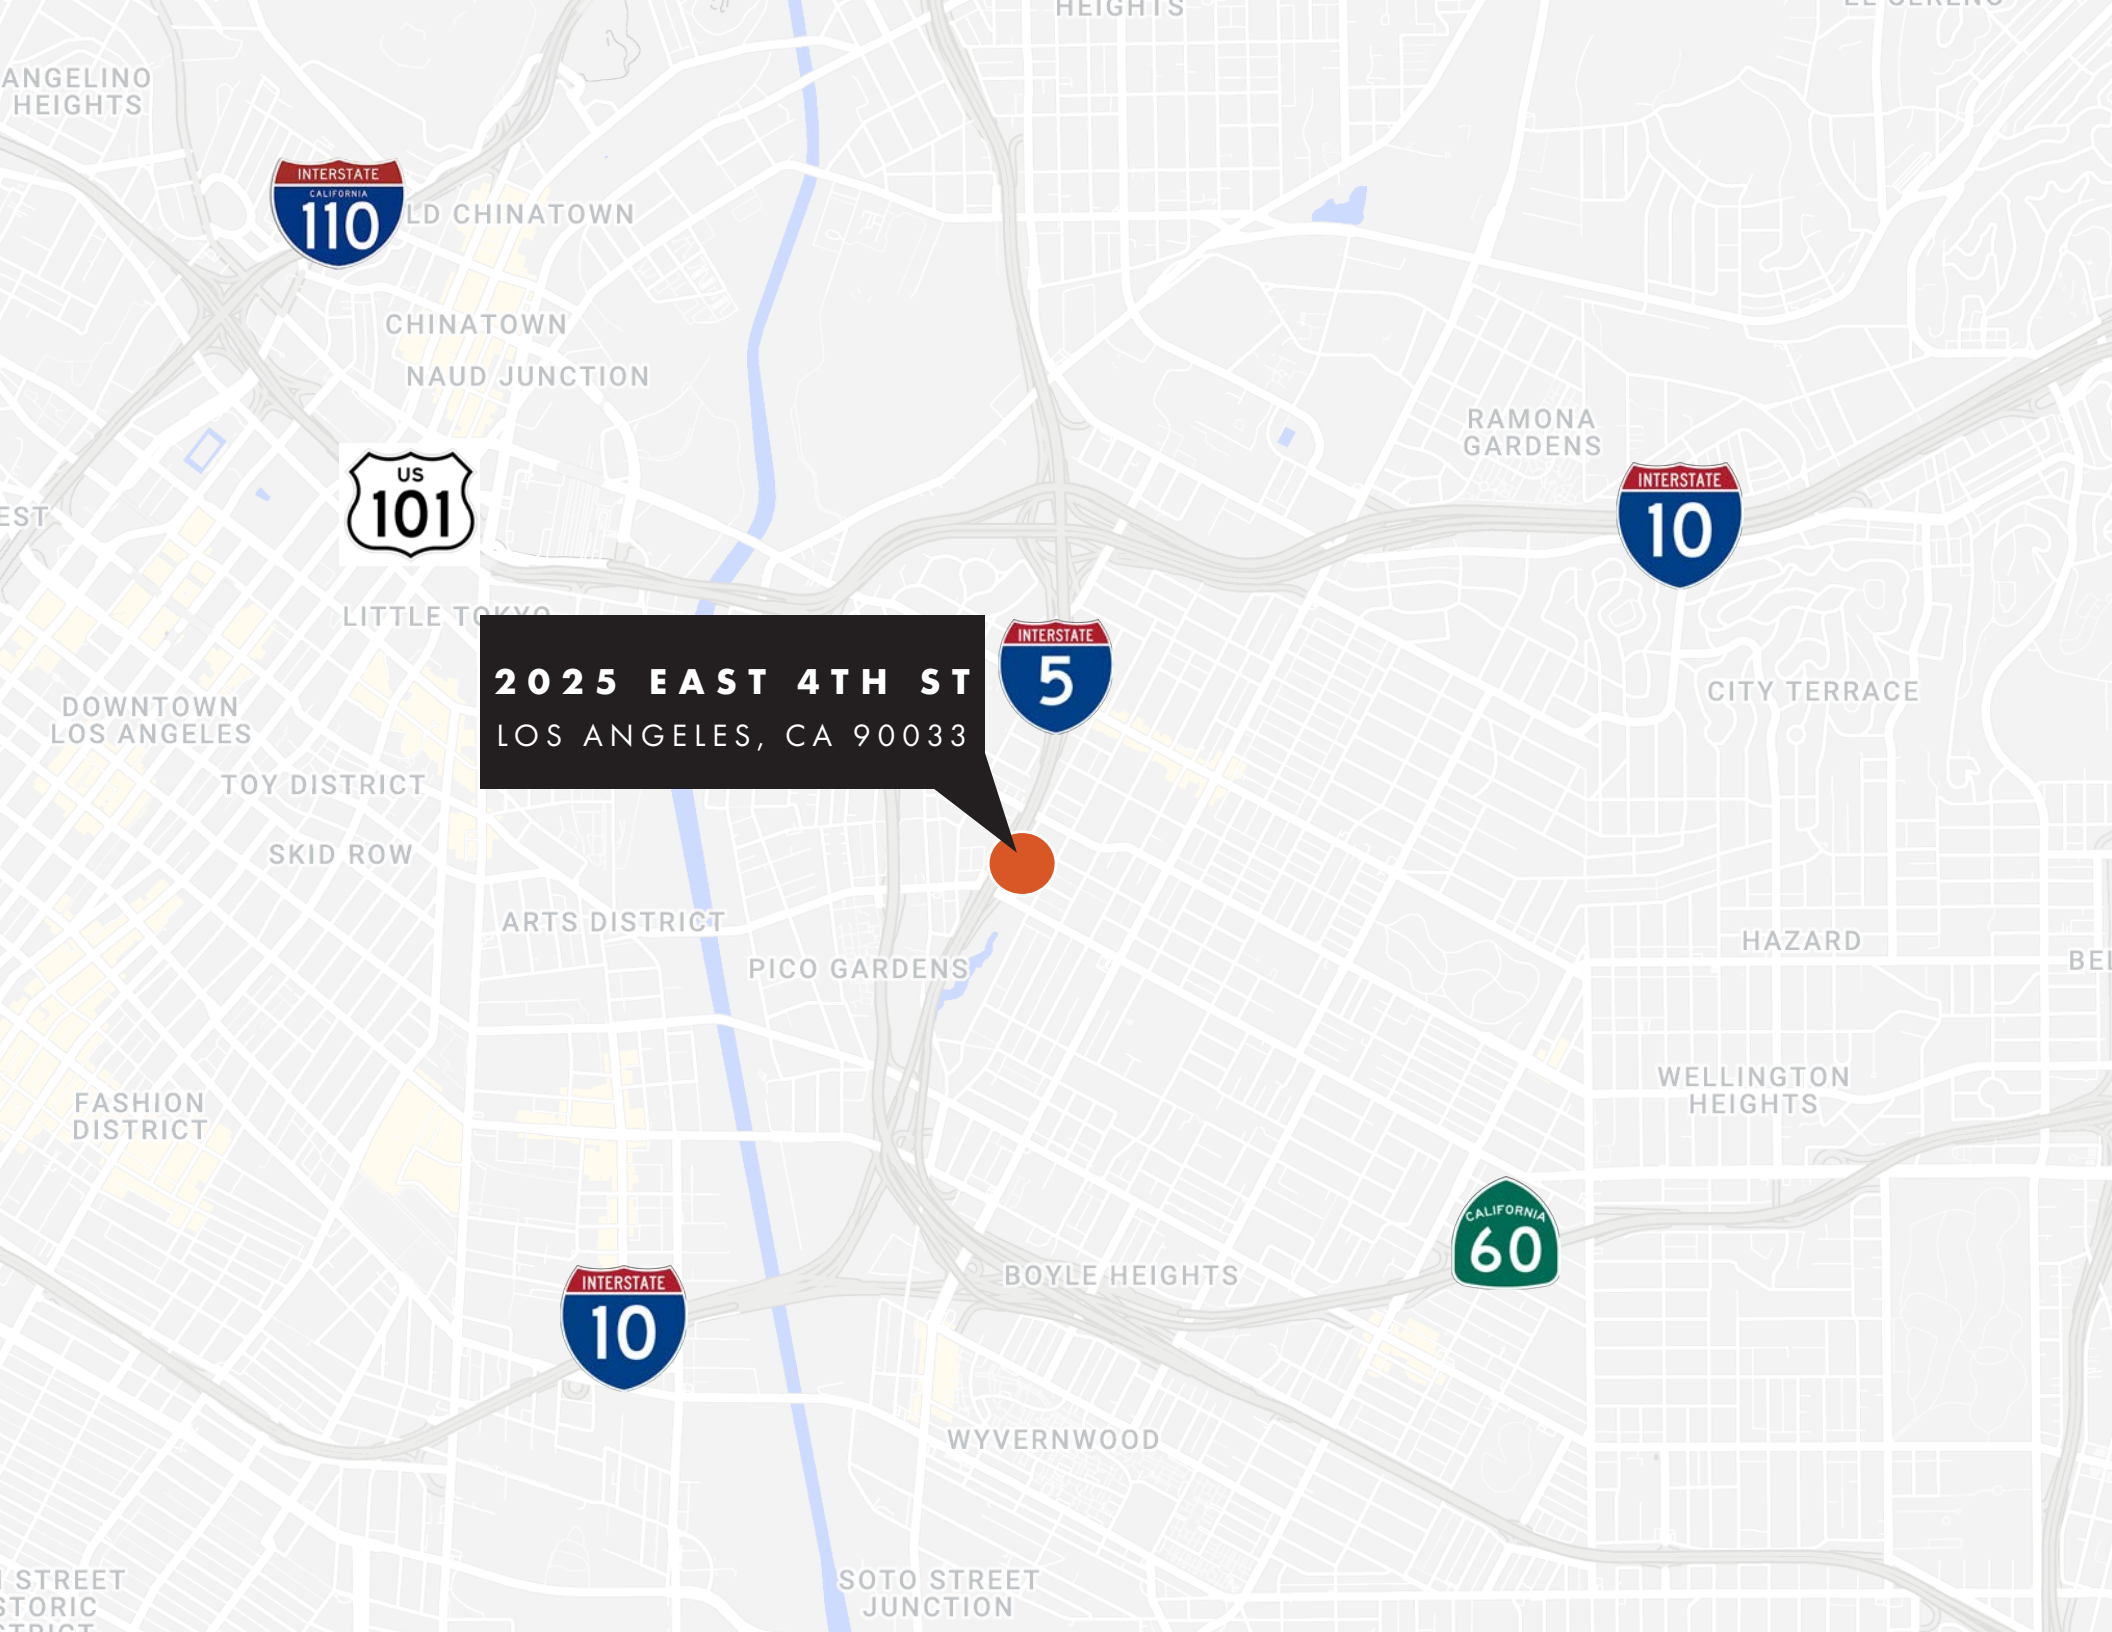 HEIGHTS
ANGELINO
HEIGHTS
INTERSTATE
CALIFORNIA
110
LD CHINATOWN
CHINATOWN
NAUD JUNCTION
RAMONA
GARDENS
US
101
INTERSTATE
10
EST
LITTLE TOKYO
INTERSTATE
5
2025 EAST 4TH ST
LOS ANGELES, CA 90033
CITY TERRACE
DOWNTOWN
LOS ANGELES
TOY DISTRICT
SKID ROW
ARTS DISTRICT
HAZARD
BEL
PICO GARDENS
WELLINGTON
HEIGHTS
FASHION
DISTRICT
CALIFORNIA
60
INTERSTATE
10
BOYLE HEIGHTS
WYVERNWOOD
STREET
STORIC
SOTO STREET
JUNCTION